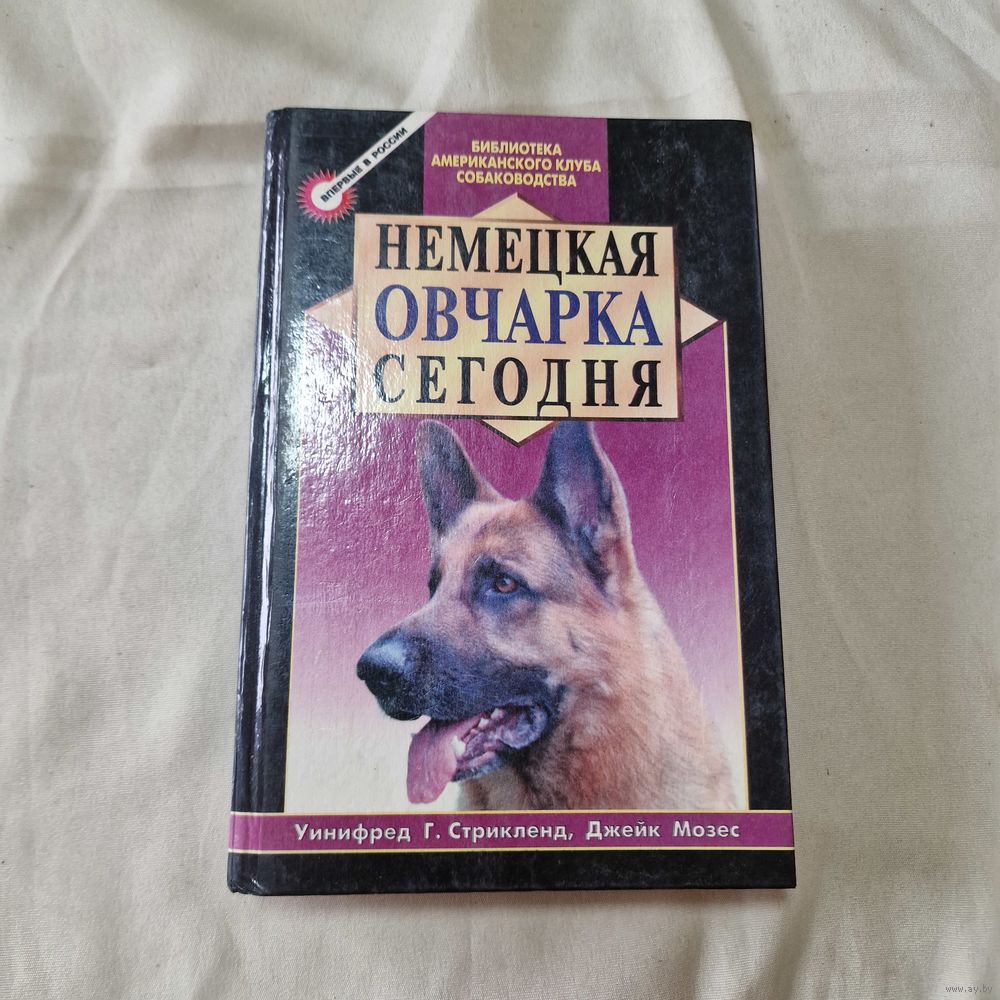 ВПЕРВЫЕ В РОССИИ
БИБЛИОТЕКА
АМЕРИКАНСКОГО КЛУБА
СОБАКОВОДСТВА
НЕМЕЦКАЯ
ОВЧАРКА
СЕГОДНЯ
Уинифред Г. Стрикленд, Джейк Мозес
www.ay.by